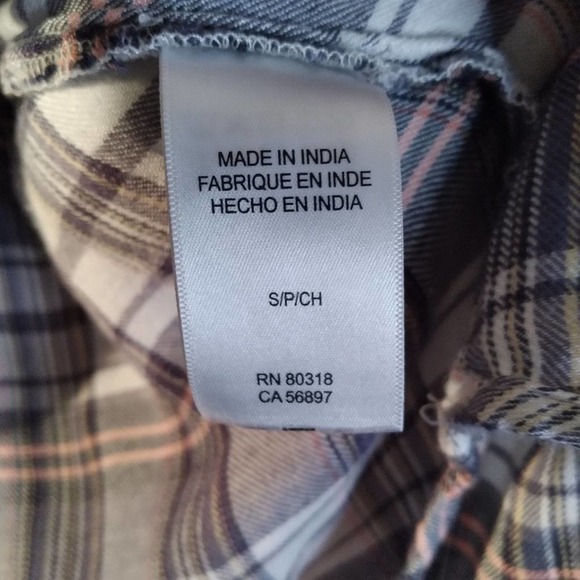 MADE IN INDIA
FABRIQUE EN INDE
HECHO EN INDIA
S/P/CH
RN 80318
CA 56897